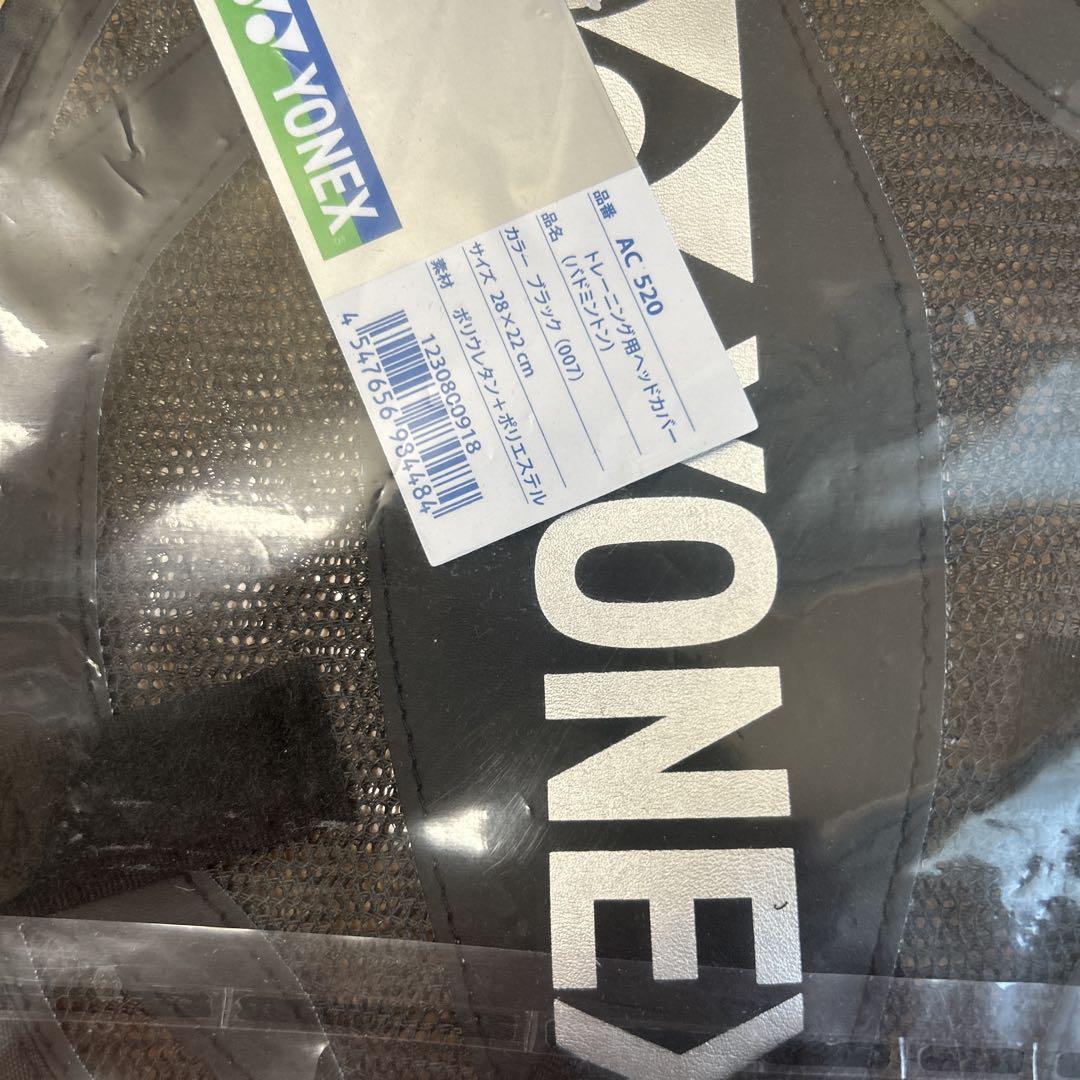 YONEX
品番 AC 520
品名 トレーニング用ヘッドカバー
(バドミントン)
カラー ブラック (007)
サイズ 28×22 cm
素材 ポリウレタン+ポリエステル
12308C0918
4 547656 984484
YONEX